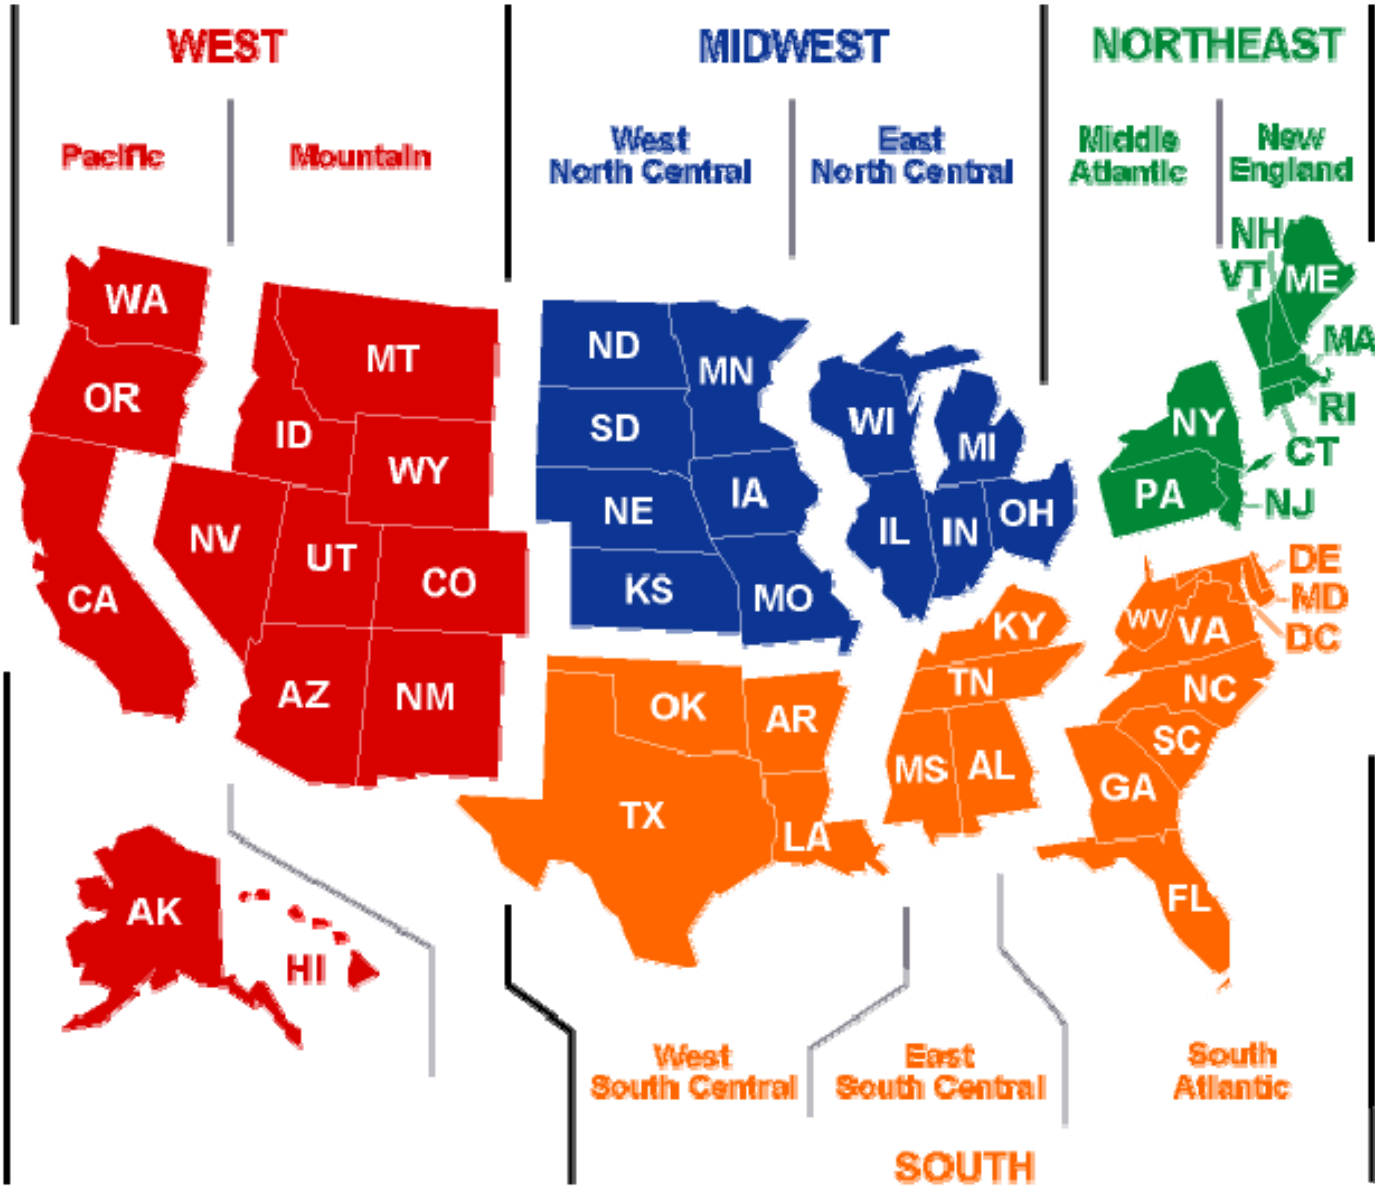 WEST
MIDWEST
NORTHEAST
Pacific
Mountain
West
North Central
East
North Central
Middle
Atlantic
New
England
WA
OR
CA
MT
ID
WY
NV
UT
CO
AZ
NM
AK
HI
ND
MN
SD
NE
IA
KS
MO
WI
MI
IL
IN
OH
NH
VT
ME
MA
RI
CT
NY
PA
NJ
DE
MD
DC
WV
VA
KY
TN
NC
SC
OK
AR
TX
LA
MS
AL
GA
FL
West
South Central
East
South Central
South
Atlantic
SOUTH